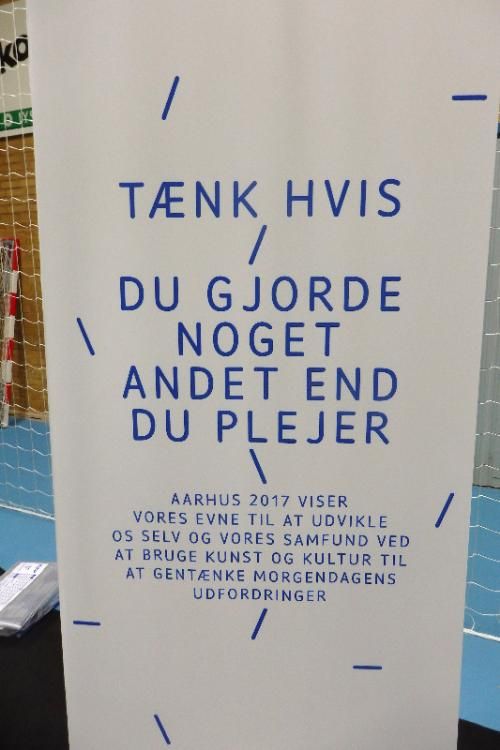 TÆNK HVIS
DU GJORDE
NOGET
ANDET END
DU PLEJER
AARHUS 2017 VISER
VORES EVNE TIL AT UDVIKLE
OS SELV OG VORES SAMFUND VED
AT BRUGE KUNST OG KULTUR TIL
AT GENTÆNKE MORGENDAGENS
UDFORDRINGER